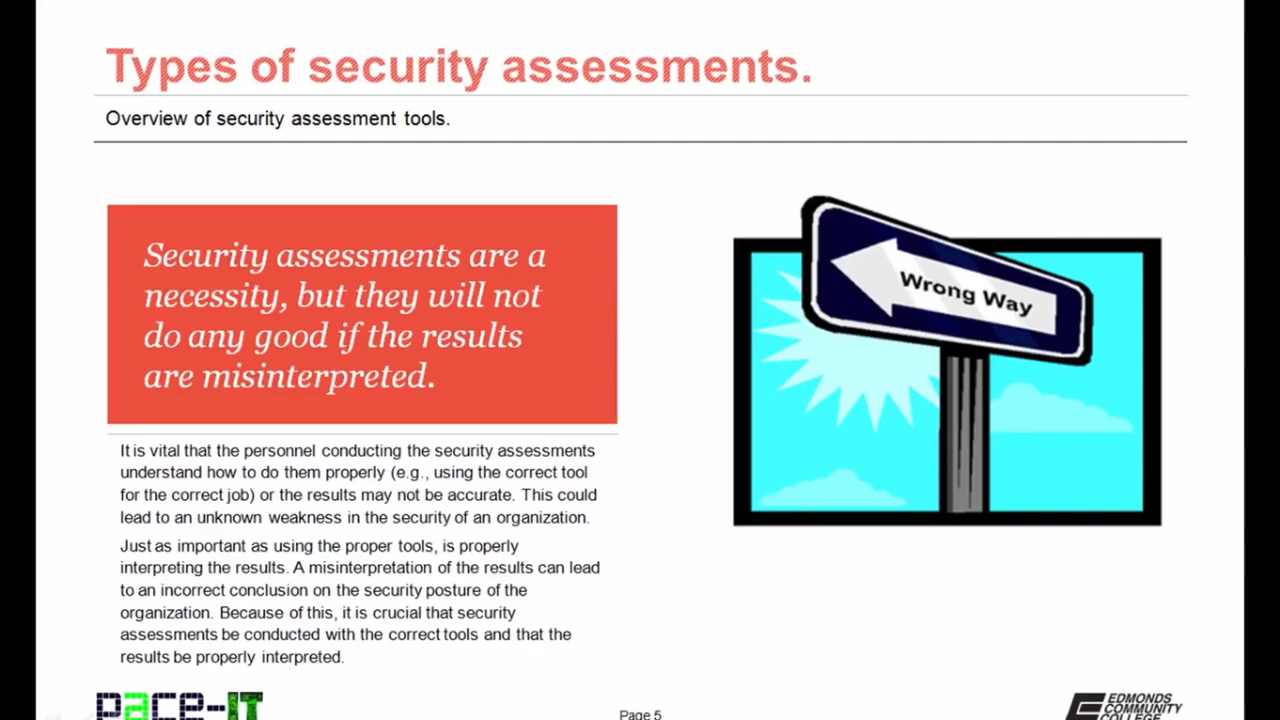 Types of security assessments.
Overview of security assessment tools.
Security assessments are a
necessity, but they will not
do any good if the results
are misinterpreted.
Wrong Way
It is vital that the personnel conducting the security assessments
understand how to do them properly (e.g., using the correct tool
for the correct job) or the results may not be accurate. This could
lead to an unknown weakness in the security of an organization.
Just as important as using the proper tools, is properly
interpreting the results. A misinterpretation of the results can lead
to an incorrect conclusion on the security posture of the
organization. Because of this, it is crucial that security
assessments be conducted with the correct tools and that the
results be properly interpreted.
pace-IT
Page 5
EDMONDS
COMMUNITY
COLLEGE